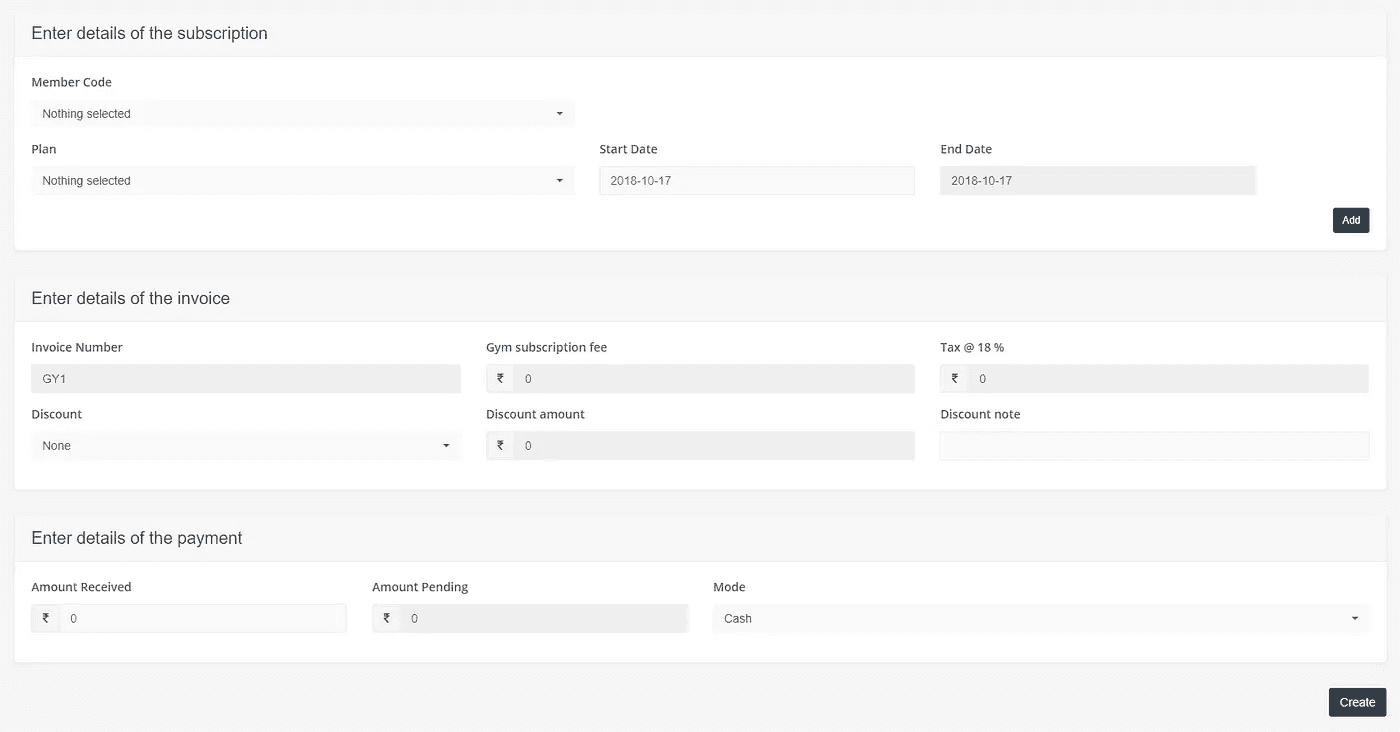 Enter details of the subscription
Member Code
Nothing selected
Plan Start Date End Date
Nothing selected 2018-10-17 2018-10-17
Add
Enter details of the invoice
Invoice Number Gym subscription fee Tax @ 18 %
GY1 ₹ 0 ₹ 0
Discount Discount amount Discount note
None ₹ 0
Enter details of the payment
Amount Received Amount Pending Mode
₹ 0 ₹ 0 Cash
Create